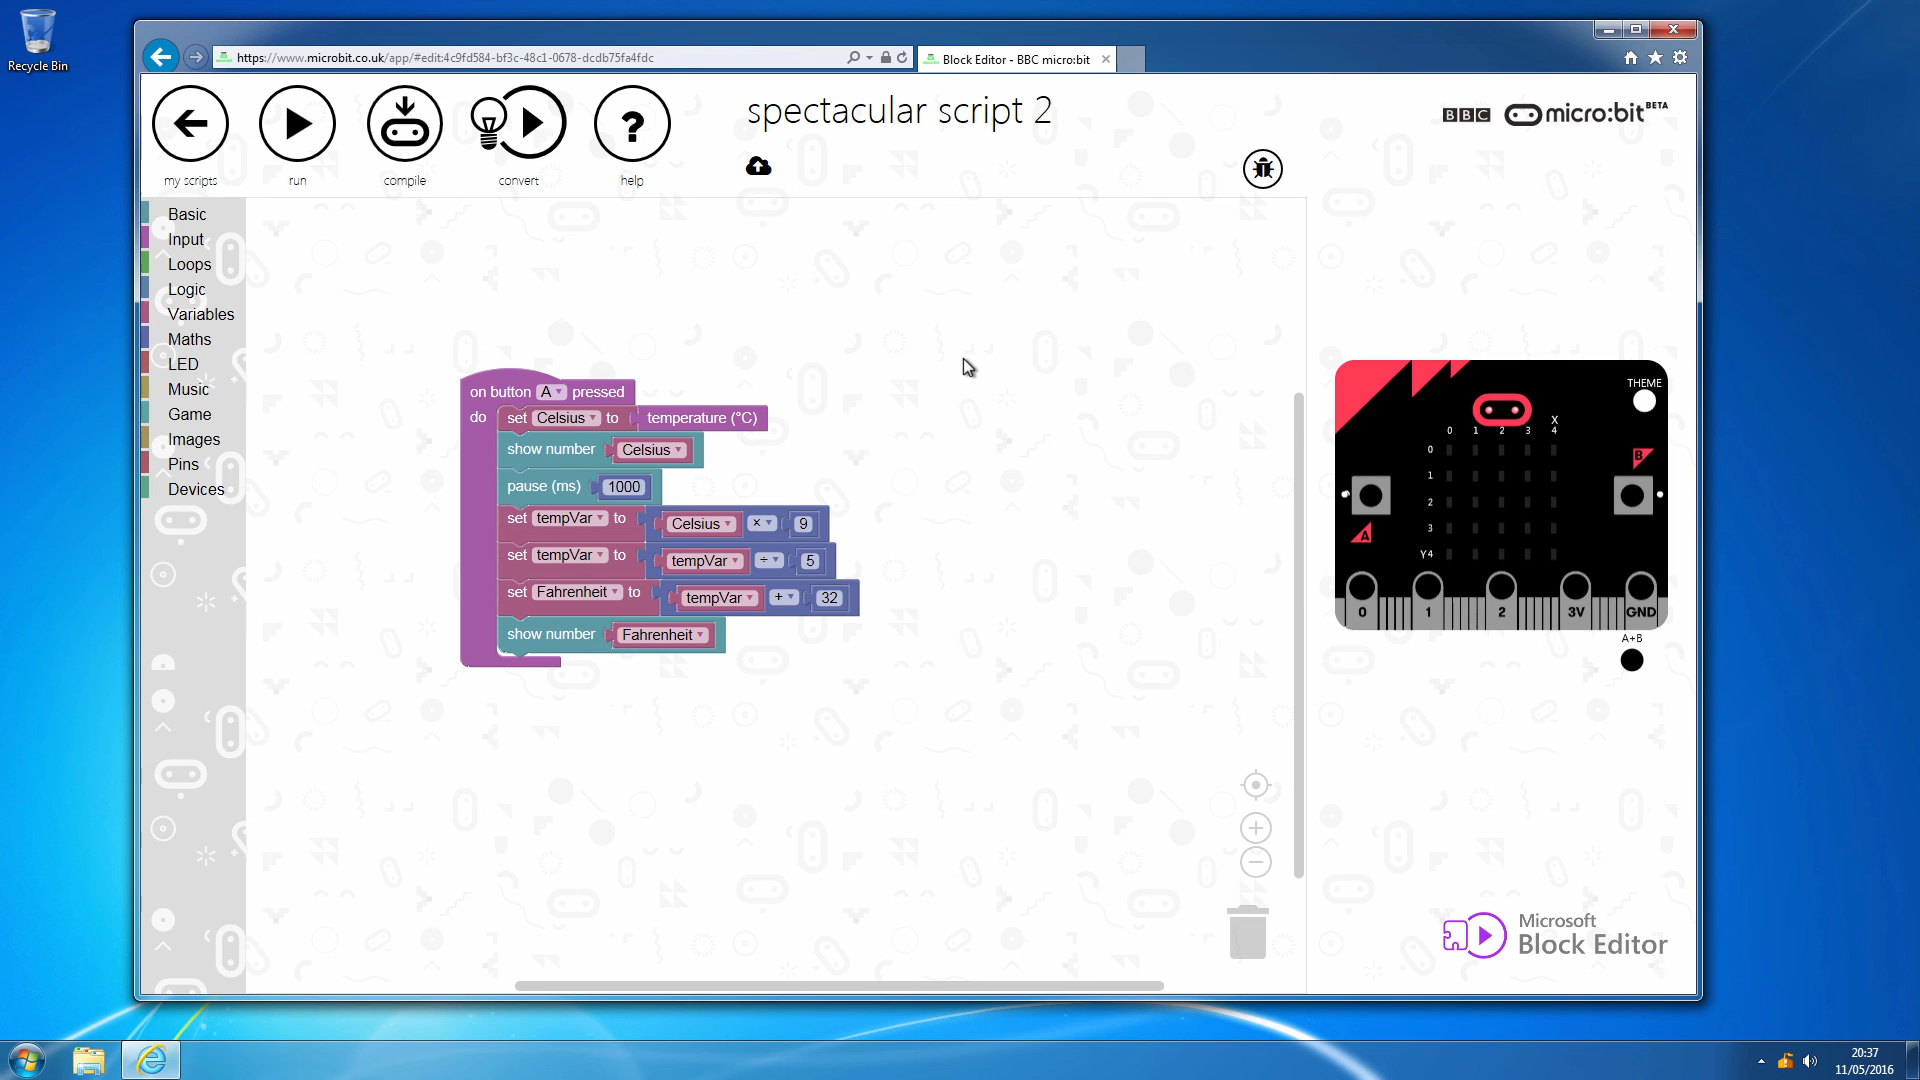 Recycle Bin
https://www.microbit.co.uk/app/#edit:4c9fd584-bf3c-48c1-0678-dcdb75fa4fdc
Block Editor - BBC micro:bit
my scripts
run
compile
convert
?
help
spectacular script 2
BBC micro:bit BETA
Basic
Input
Loops
Logic
Variables
Maths
LED
Music
Game
Images
Pins
Devices
on button A pressed
do set Celsius to temperature (°C)
show number Celsius
pause (ms) 1000
set tempVar to Celsius × 9
set tempVar to tempVar ÷ 5
set Fahrenheit to tempVar + 32
show number Fahrenheit
THEME
X
0 1 2 3 4
0
1
2
3
Y4
A
B
0 1 2 3V GND
A+B
Microsoft
Block Editor
20:37
11/05/2016